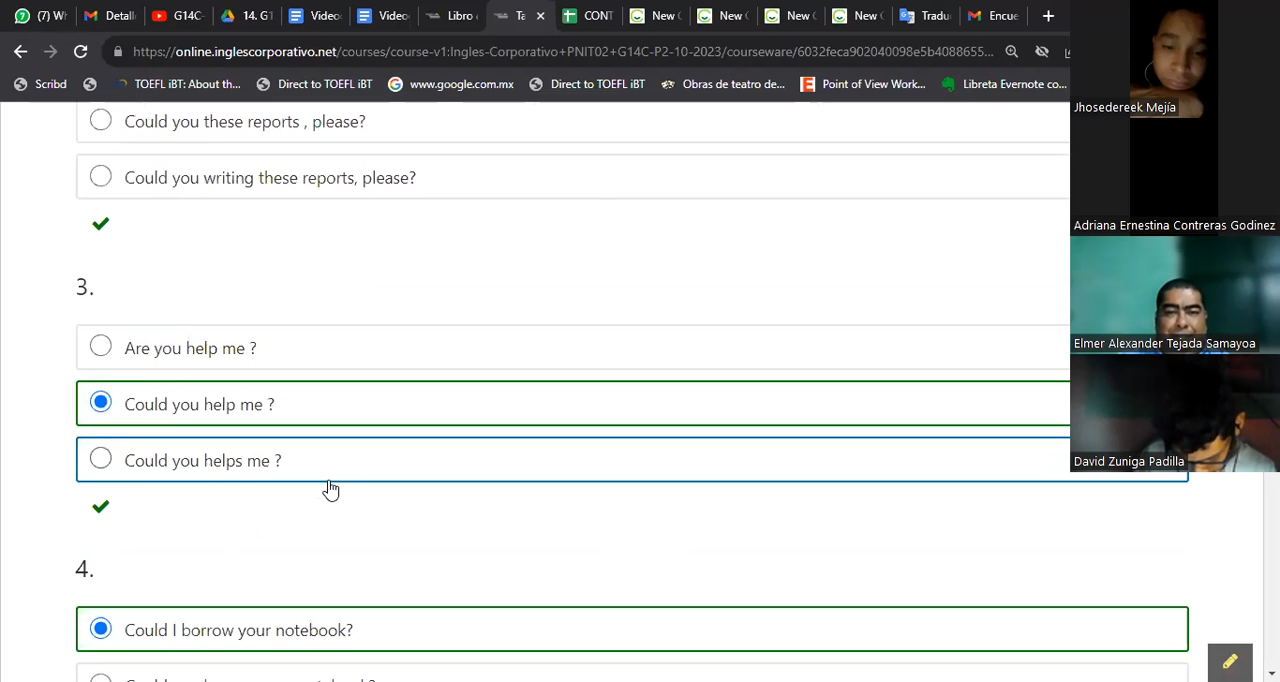 (7) Wh
Detall
G14C-
14. G1
Video
Video
Libro
Ta
CONT
New
New
New
New
Tradu
Encue
https://online.inglescorporativo.net/courses/course-v1:Ingles-Corporativo+PNIT02+G14C-P2-10-2023/courseware/6032feca902040098e5b4088655...
Scribd
TOEFL iBT: About th...
Direct to TOEFL iBT
www.google.com.mx
Direct to TOEFL iBT
Obras de teatro de...
Point of View Work...
Libreta Evernote co...
Could you these reports , please?
Could you writing these reports, please?
3.
Are you help me ?
Could you help me ?
Could you helps me ?
4.
Could I borrow your notebook?
Jhosedereek Mejía
Adriana Ernestina Contreras Godinez
Elmer Alexander Tejada Samayoa
David Zuniga Padilla